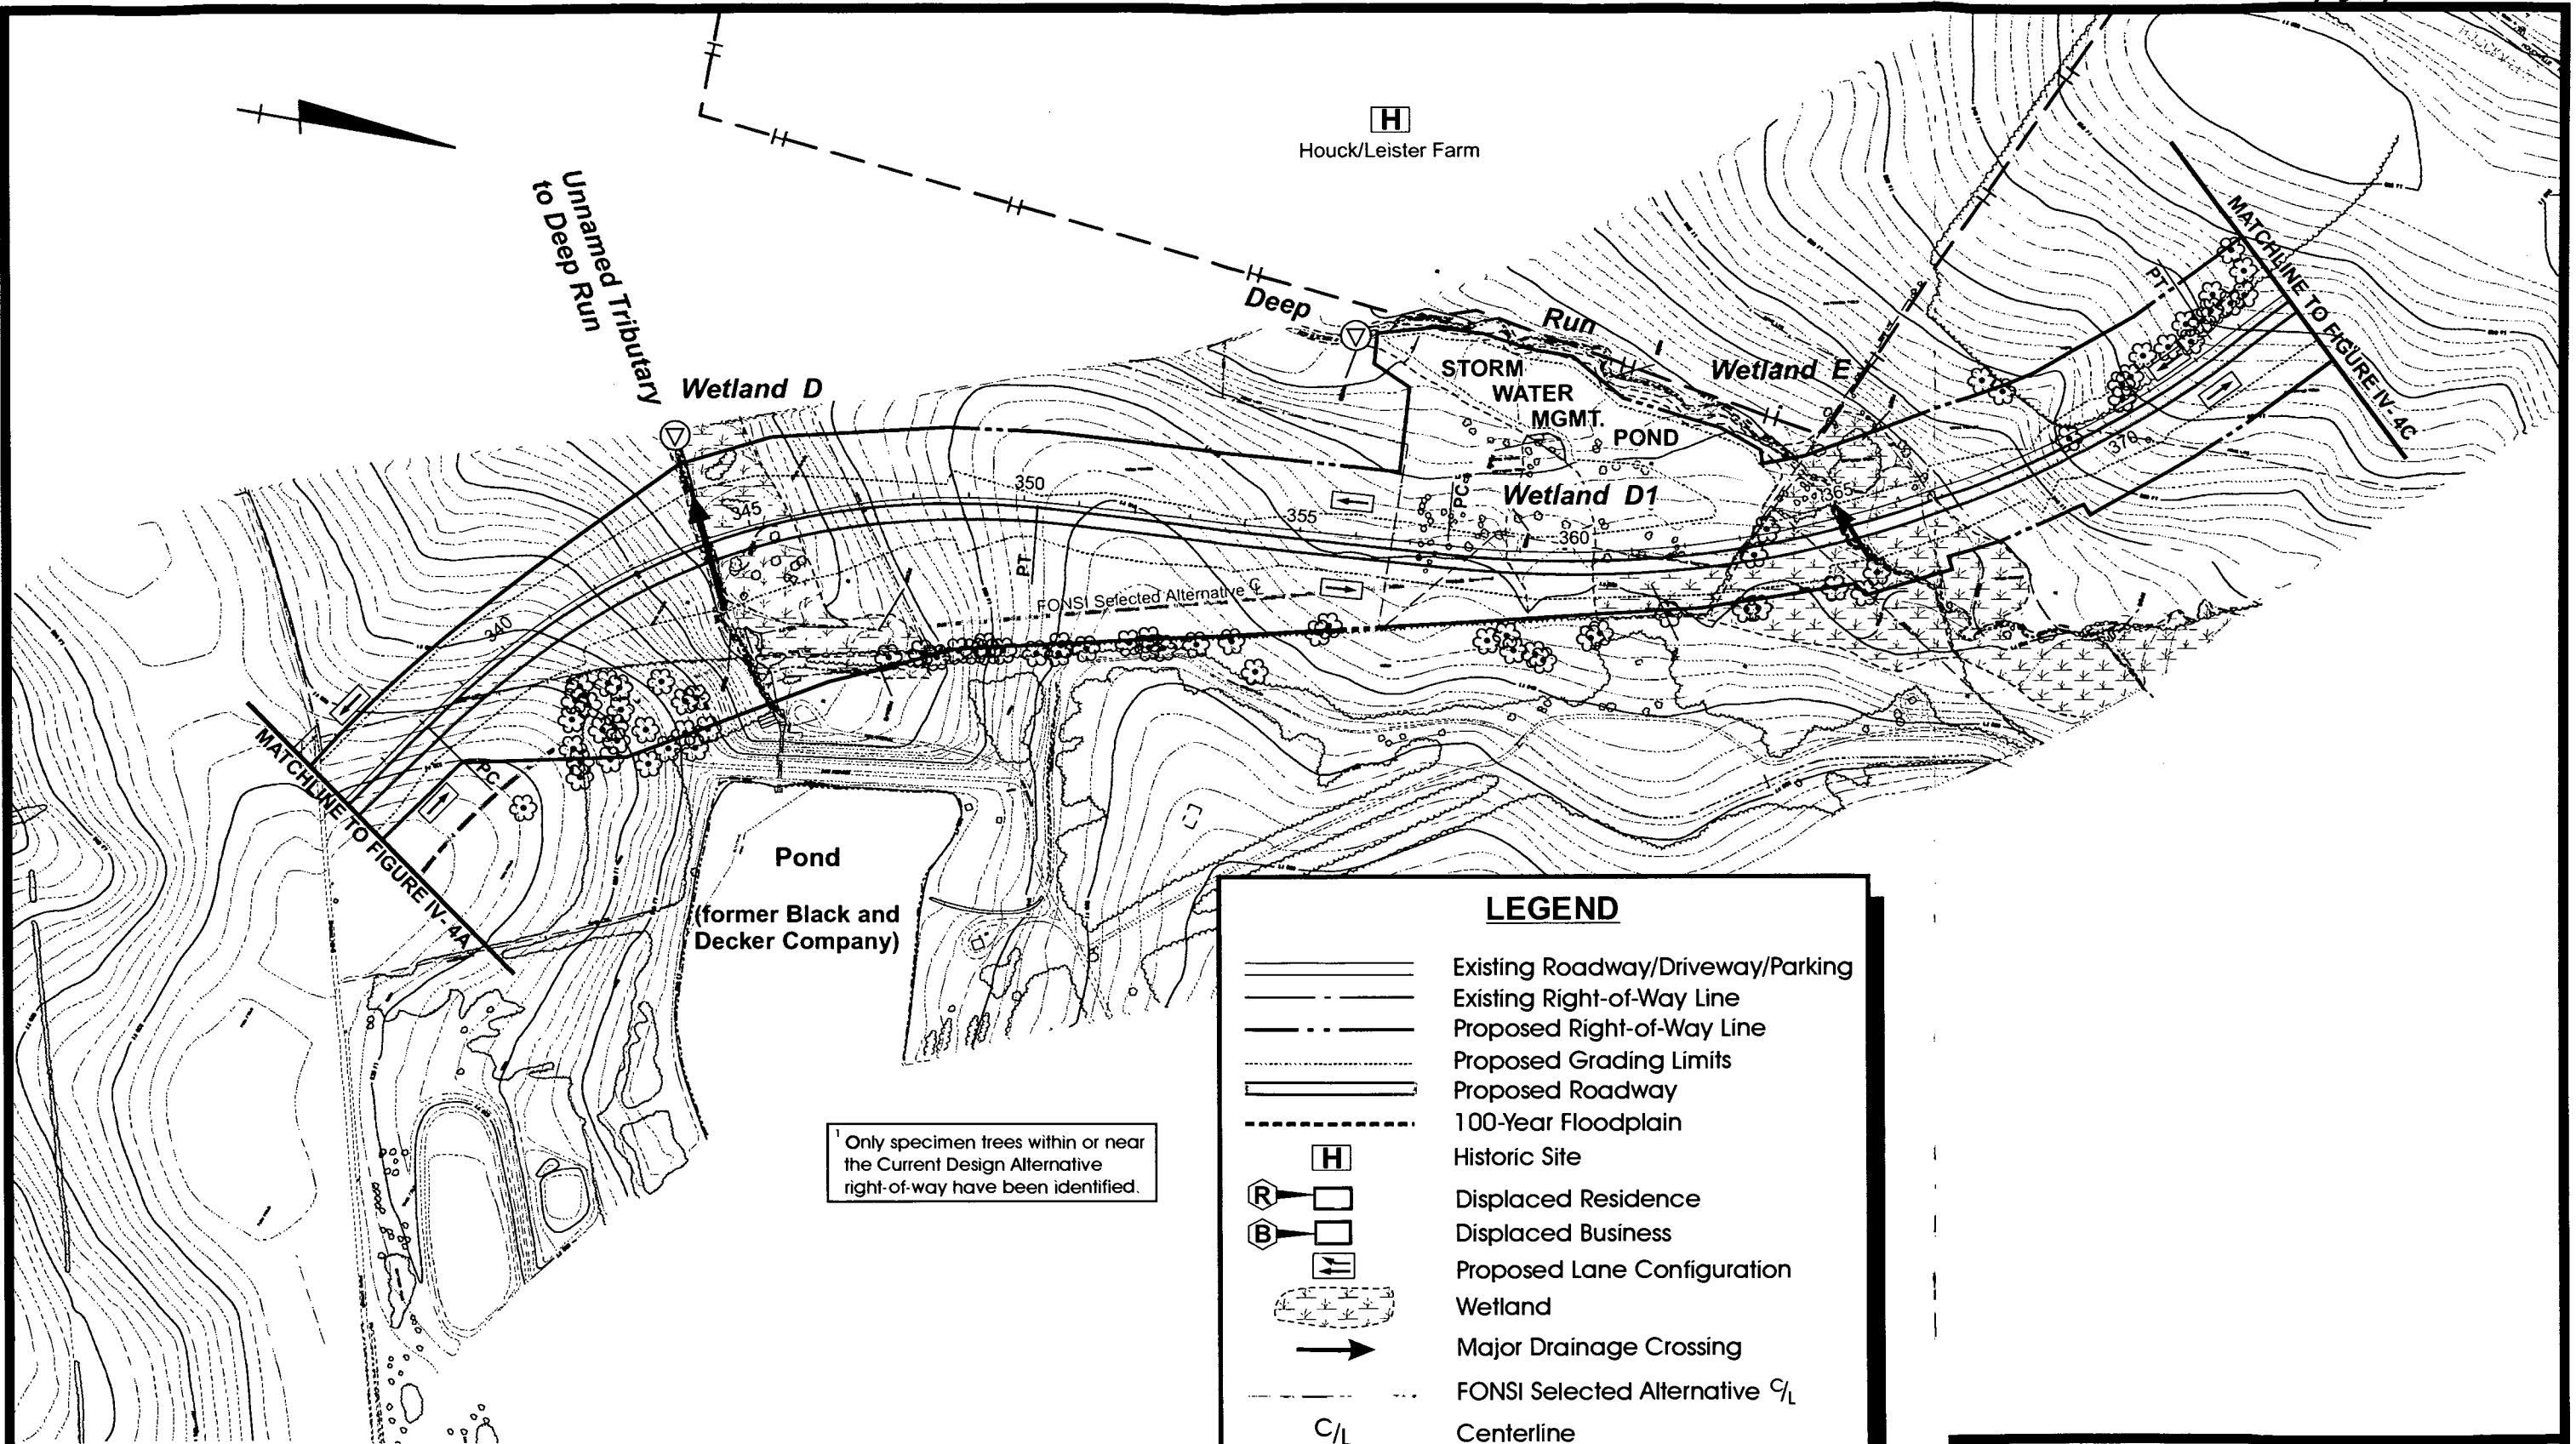 H
Houck/Leister Farm
Unnamed Tributary
to Deep Run
Wetland D
Deep
Run
Wetland E
STORM
WATER
MGMT.
POND
Wetland D1
PT
MATCHLINE TO FIGURE IV-4C
340
345
350
355
360
365
370
PT
PC
FONSI Selected Alternative C/L
PC
MATCHLINE TO FIGURE IV-4A
Pond
(former Black and
Decker Company)
1 Only specimen trees within or near
the Current Design Alternative
right-of-way have been identified.
LEGEND
Existing Roadway/Driveway/Parking
Existing Right-of-Way Line
Proposed Right-of-Way Line
Proposed Grading Limits
Proposed Roadway
100-Year Floodplain
H Historic Site
R Displaced Residence
B Displaced Business
Proposed Lane Configuration
Wetland
Major Drainage Crossing
FONSI Selected Alternative C/L
C/L Centerline